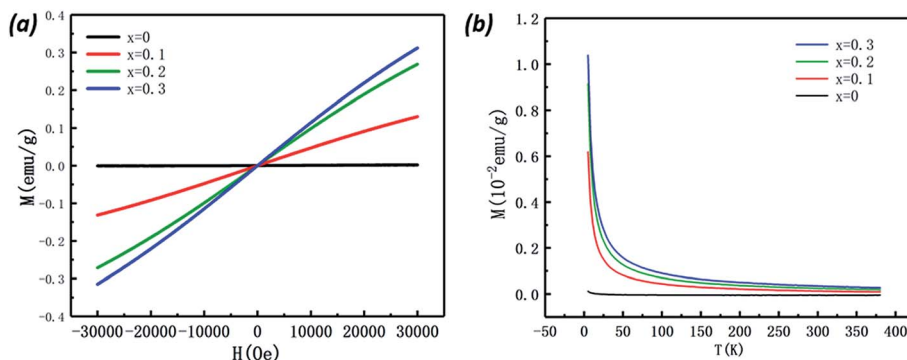 (a)
M(emu/g)
0.4
0.3
0.2
0.1
0.0
-0.1
-0.2
-0.3
-0.4
x=0
x=0.1
x=0.2
x=0.3
-30000 -20000 -10000 0 10000 20000 30000
H(Oe)
(b)
M(10⁻²emu/g)
1.0
0.8
0.6
0.4
0.2
0.0
x=0.3
x=0.2
x=0.1
x=0
-50 0 50 100 150 200 250 300 350 400
T(K)